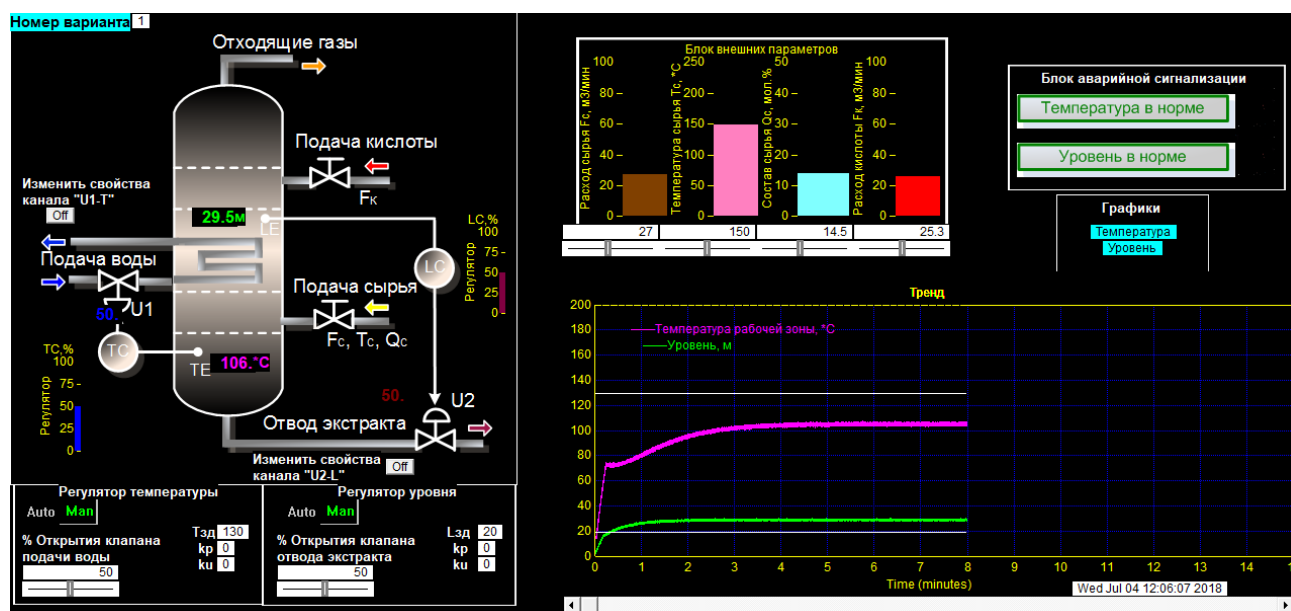 Номер варианта 1
Отходящие газы
Подача кислоты
Fк
Изменить свойства
канала "U1-T"
Off
29.5м
LE
LC,%
100
75
50
25
0
Регулятор
LC
Подача воды
U1
50.
Подача сырья
Fс, Tс, Qс
TC,%
100
75
50
25
0
Регулятор
TC
TE
106.°C
50.
U2
Отвод экстракта
Изменить свойства
канала "U2-L"
Off
Регулятор температуры
Auto Man
Tзд 130
kp 0
ku 0
% Открытия клапана
подачи воды
50
Регулятор уровня
Auto Man
Lзд 20
kp 0
ku 0
% Открытия клапана
отвода экстракта
50
Блок внешних параметров
Расход сырья Fс, м3/мин
100
80
60
40
20
0
Температура сырья Tс, *C
250
200
150
100
50
0
Состав сырья Qс, мол.%
50
40
30
20
10
0
Расход кислоты Fк, м3/мин
100
80
60
40
20
0
27 150 14.5 25.3
Блок аварийной сигнализации
Температура в норме
Уровень в норме
Графики
Температура
Уровень
Тренд
Температура рабочей зоны, *C
Уровень, м
200
180
160
140
120
100
80
60
40
20
0
0 1 2 3 4 5 6 7 8 9 10 11 12 13 14
Time (minutes)
Wed Jul 04 12:06:07 2018